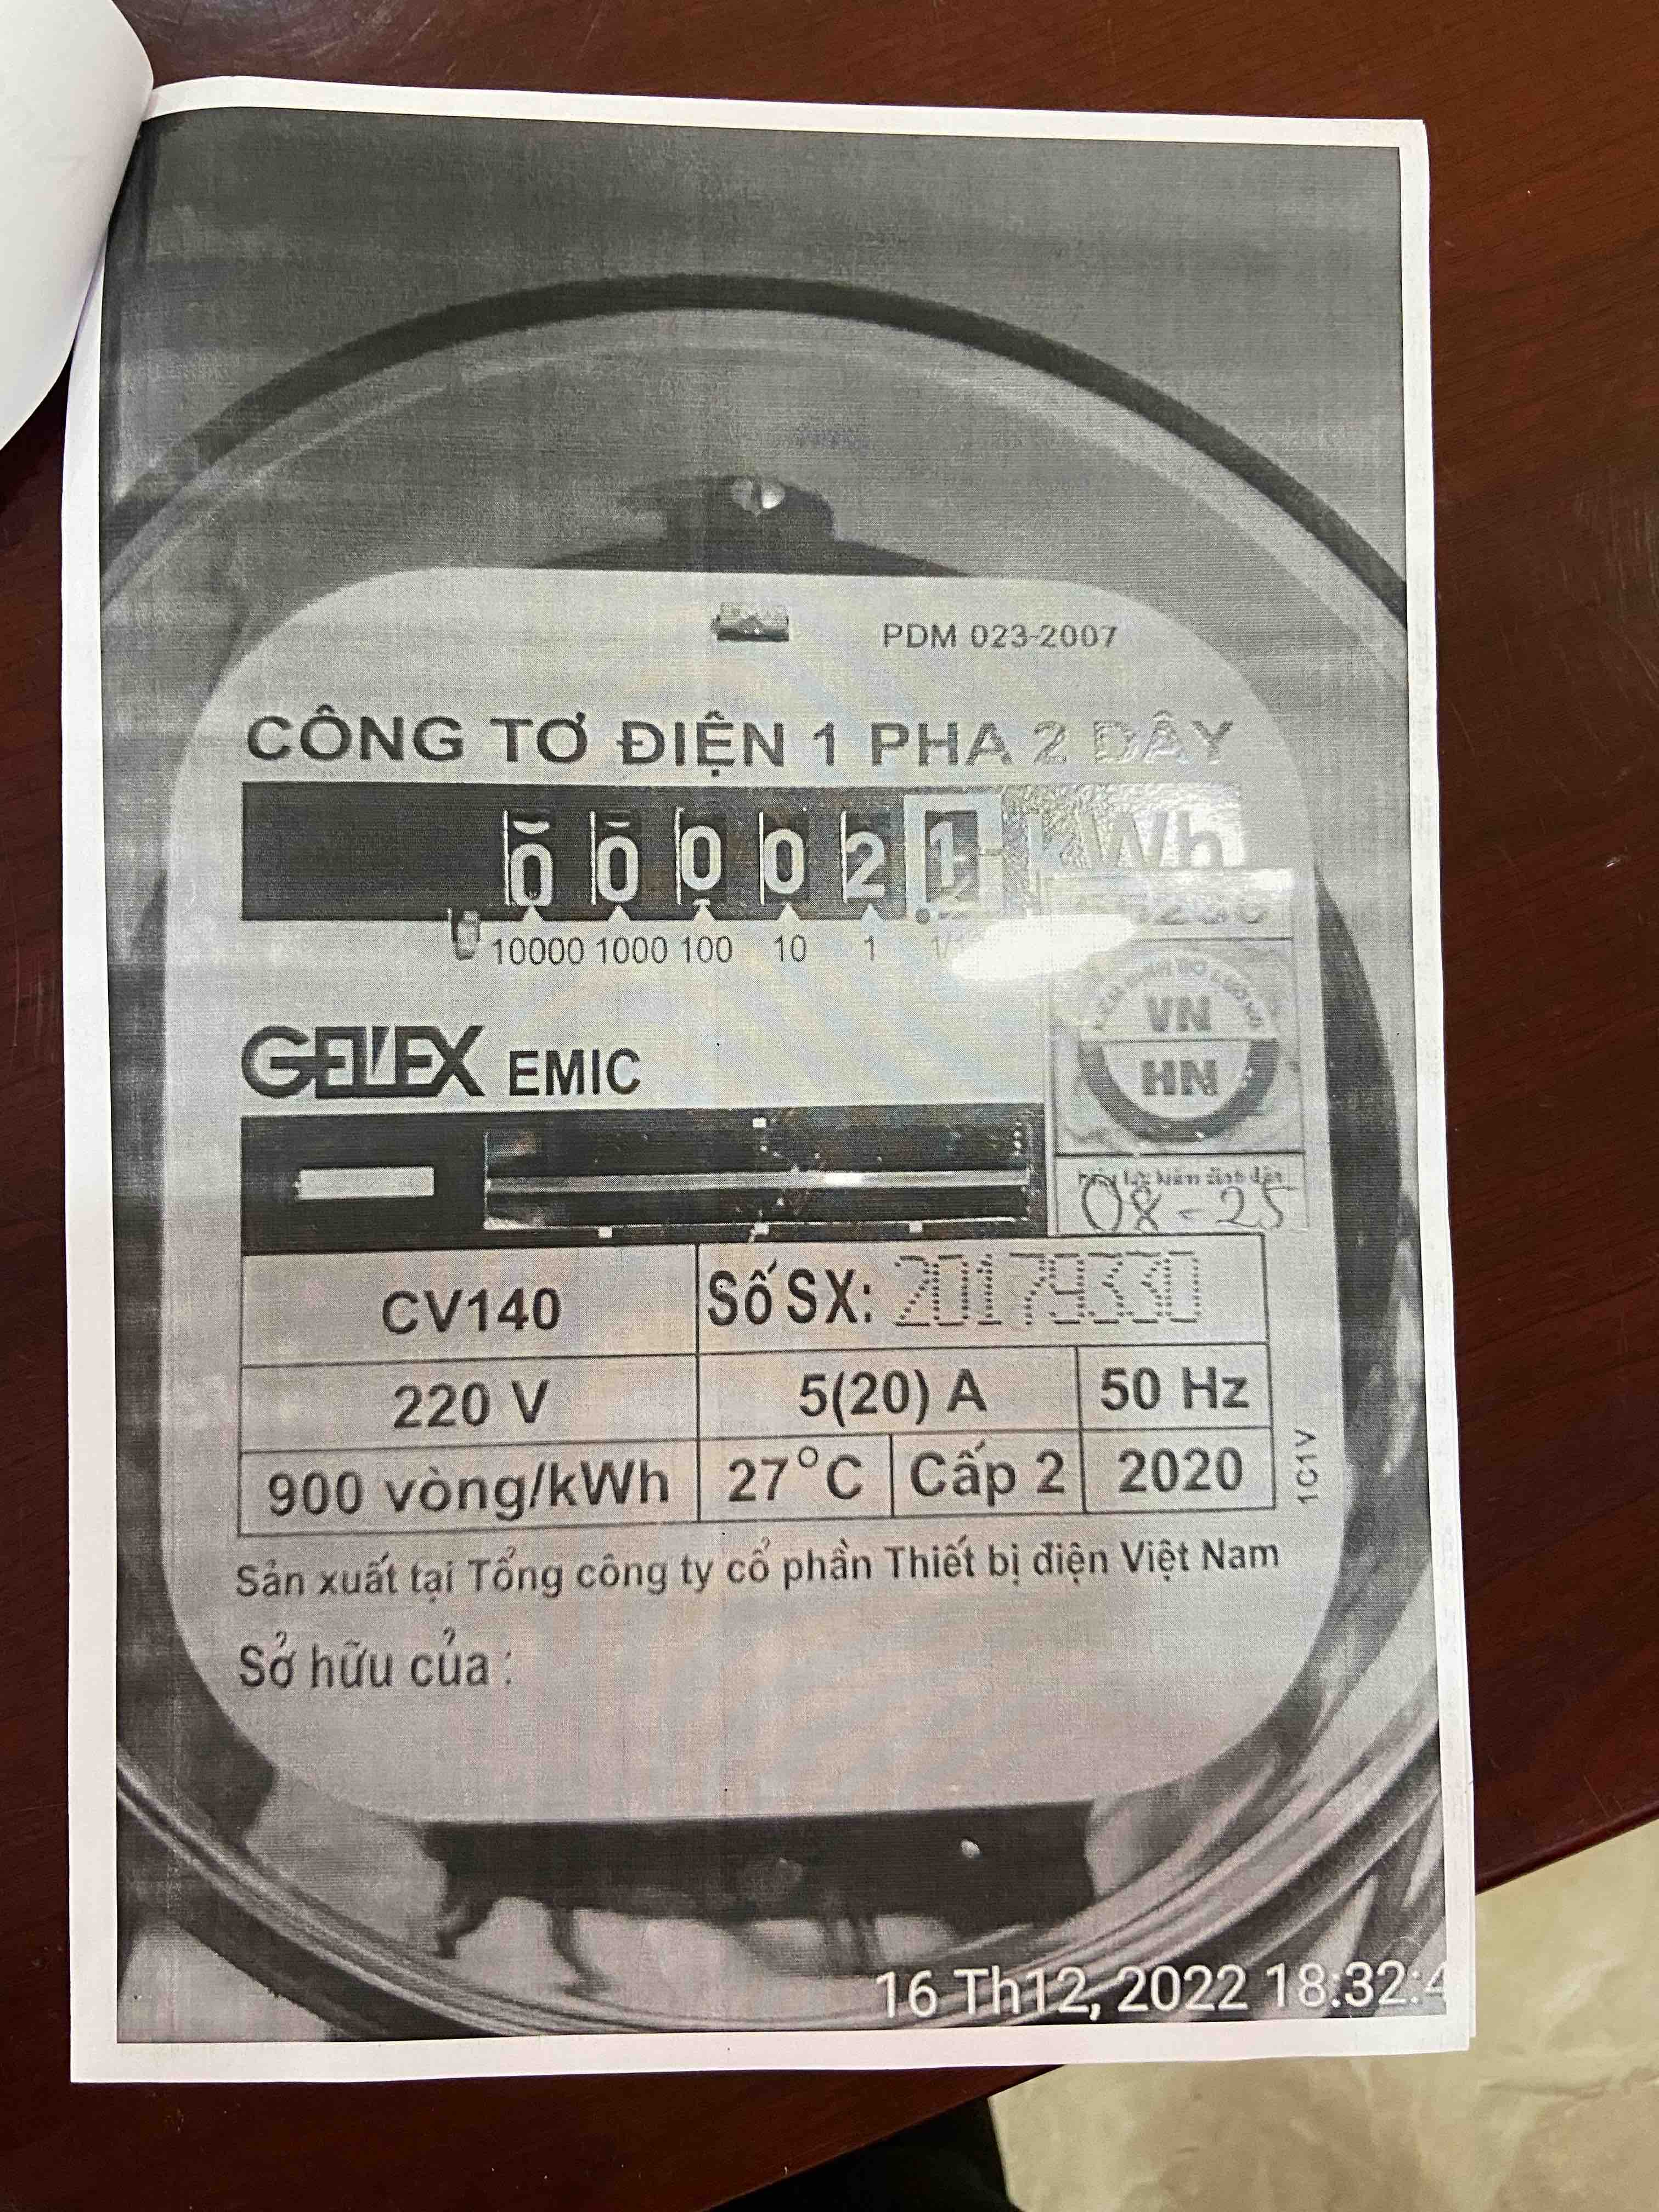 PDM 023-2007
CÔNG TƠ ĐIỆN 1 PHA 2 DÂY
0 0 0 0 2 1 kWh
10000 1000 100 10 1
GELEX EMIC
VN
HN
08-25
CV140 Số SX: 20179330
220 V 5(20) A 50 Hz
900 vòng/kWh 27°C Cấp 2 2020
1C1V
Sản xuất tại Tổng công ty cổ phần Thiết bị điện Việt Nam
Sở hữu của :
16 Th12, 2022 18:32:4